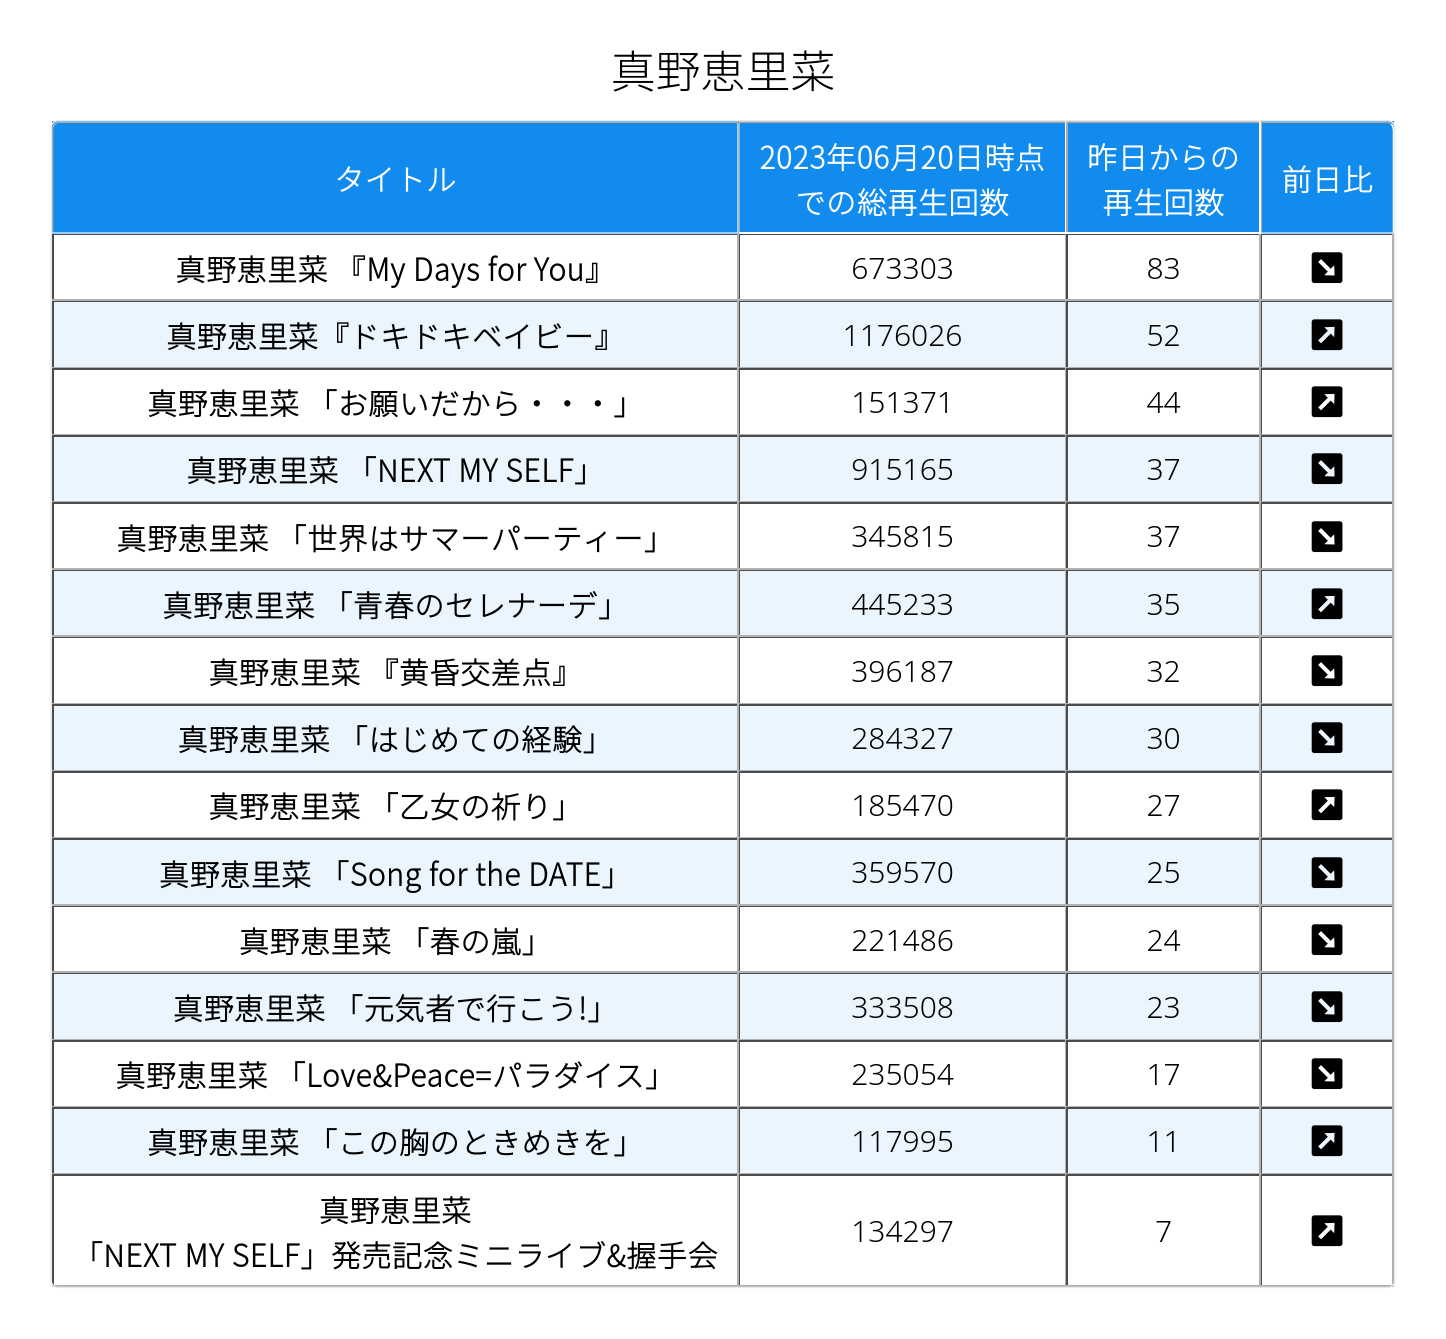 真野恵里菜
タイトル 2023年06月20日時点 昨日からの 前日比
での総再生回数 再生回数
真野恵里菜 『My Days for You』 673303 83 ↘
真野恵里菜『ドキドキベイビー』 1176026 52 ↗
真野恵里菜 「お願いだから・・・」 151371 44 ↗
真野恵里菜 「NEXT MY SELF」 915165 37 ↘
真野恵里菜 「世界はサマーパーティー」 345815 37 ↘
真野恵里菜 「青春のセレナーデ」 445233 35 ↗
真野恵里菜 『黄昏交差点』 396187 32 ↘
真野恵里菜 「はじめての経験」 284327 30 ↘
真野恵里菜 「乙女の祈り」 185470 27 ↗
真野恵里菜 「Song for the DATE」 359570 25 ↘
真野恵里菜 「春の嵐」 221486 24 ↘
真野恵里菜 「元気者で行こう!」 333508 23 ↘
真野恵里菜 「Love&Peace=パラダイス」 235054 17 ↘
真野恵里菜 「この胸のときめきを」 117995 11 ↗
真野恵里菜
「NEXT MY SELF」発売記念ミニライブ&握手会 134297 7 ↗